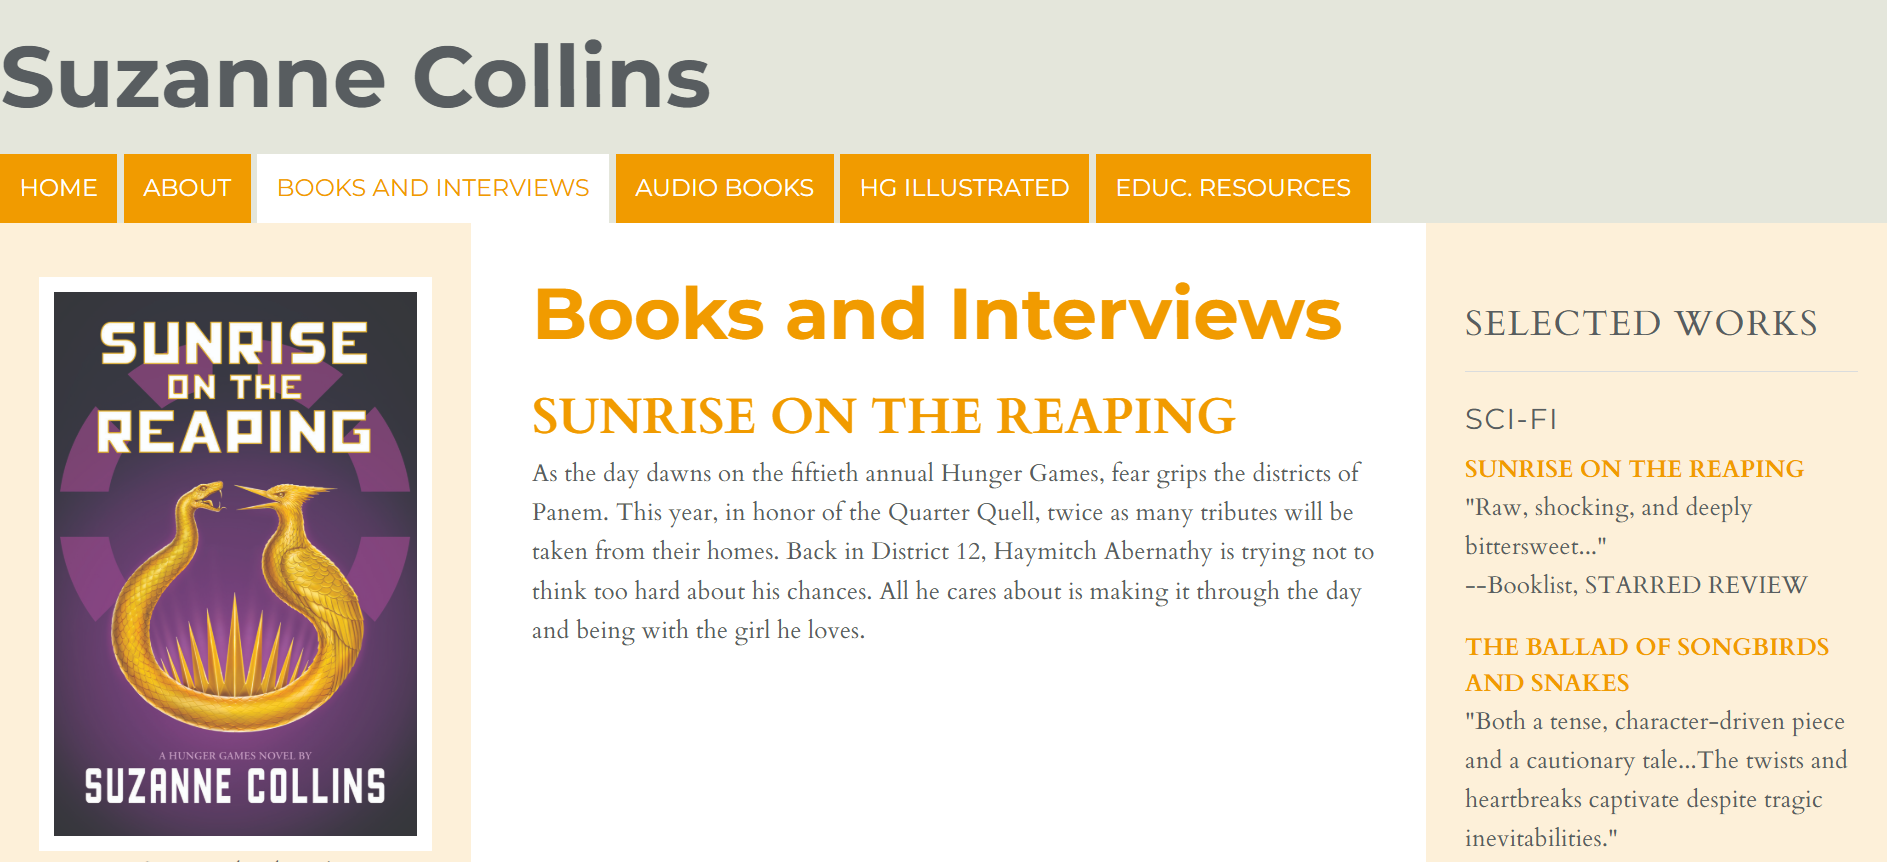 Suzanne Collins
HOME
ABOUT
BOOKS AND INTERVIEWS
AUDIO BOOKS
HG ILLUSTRATED
EDUC. RESOURCES
SUNRISE
ON THE
REAPING
A HUNGER GAMES NOVEL BY
SUZANNE COLLINS
Books and Interviews
SUNRISE ON THE REAPING
As the day dawns on the fiftieth annual Hunger Games, fear grips the districts of
Panem. This year, in honor of the Quarter Quell, twice as many tributes will be
taken from their homes. Back in District 12, Haymitch Abernathy is trying not to
think too hard about his chances. All he cares about is making it through the day
and being with the girl he loves.
SELECTED WORKS
SCI-FI
SUNRISE ON THE REAPING
"Raw, shocking, and deeply
bittersweet..."
--Booklist, STARRED REVIEW
THE BALLAD OF SONGBIRDS
AND SNAKES
"Both a tense, character-driven piece
and a cautionary tale...The twists and
heartbreaks captivate despite tragic
inevitabilities."